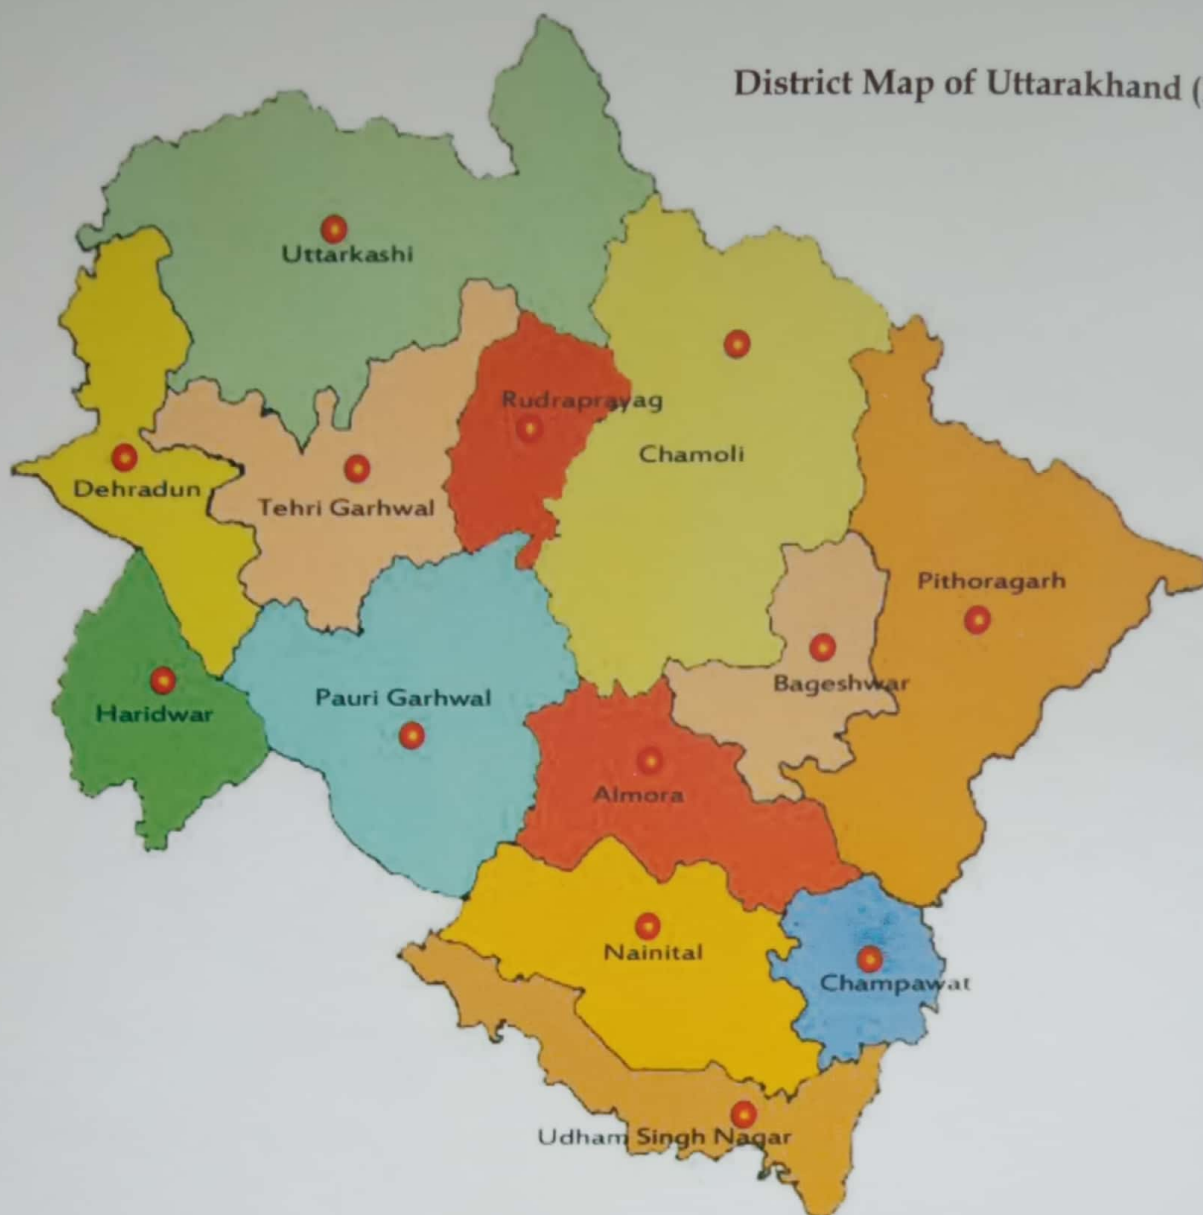 District Map of Uttarakhand (
Uttarkashi
Rudraprayag
Chamoli
Dehradun
Tehri Garhwal
Pithoragarh
Bageshwar
Pauri Garhwal
Haridwar
Almora
Nainital
Champawat
Udham Singh Nagar